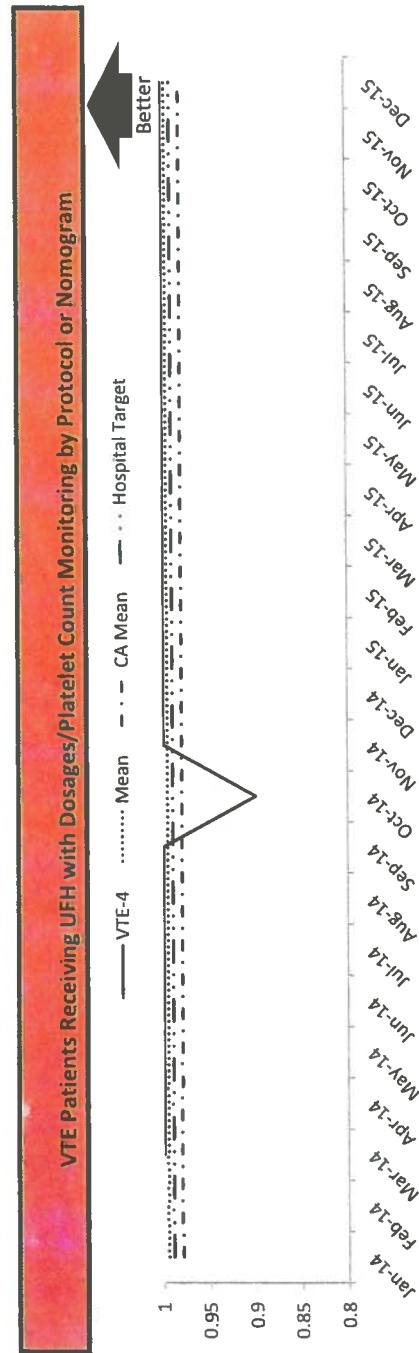 VTE Patients Receiving UFH with Dosages/Platelet Count Monitoring by Protocol or Nomogram
VTE-4 Mean CA Mean Hospital Target
Better
1
0.95
0.9
0.85
0.8
Jan-14 Feb-14 Mar-14 Apr-14 May-14 Jun-14 Jul-14 Aug-14 Sep-14 Oct-14 Nov-14 Dec-14 Jan-15 Feb-15 Mar-15 Apr-15 May-15 Jun-15 Jul-15 Aug-15 Sep-15 Oct-15 Nov-15 Dec-15